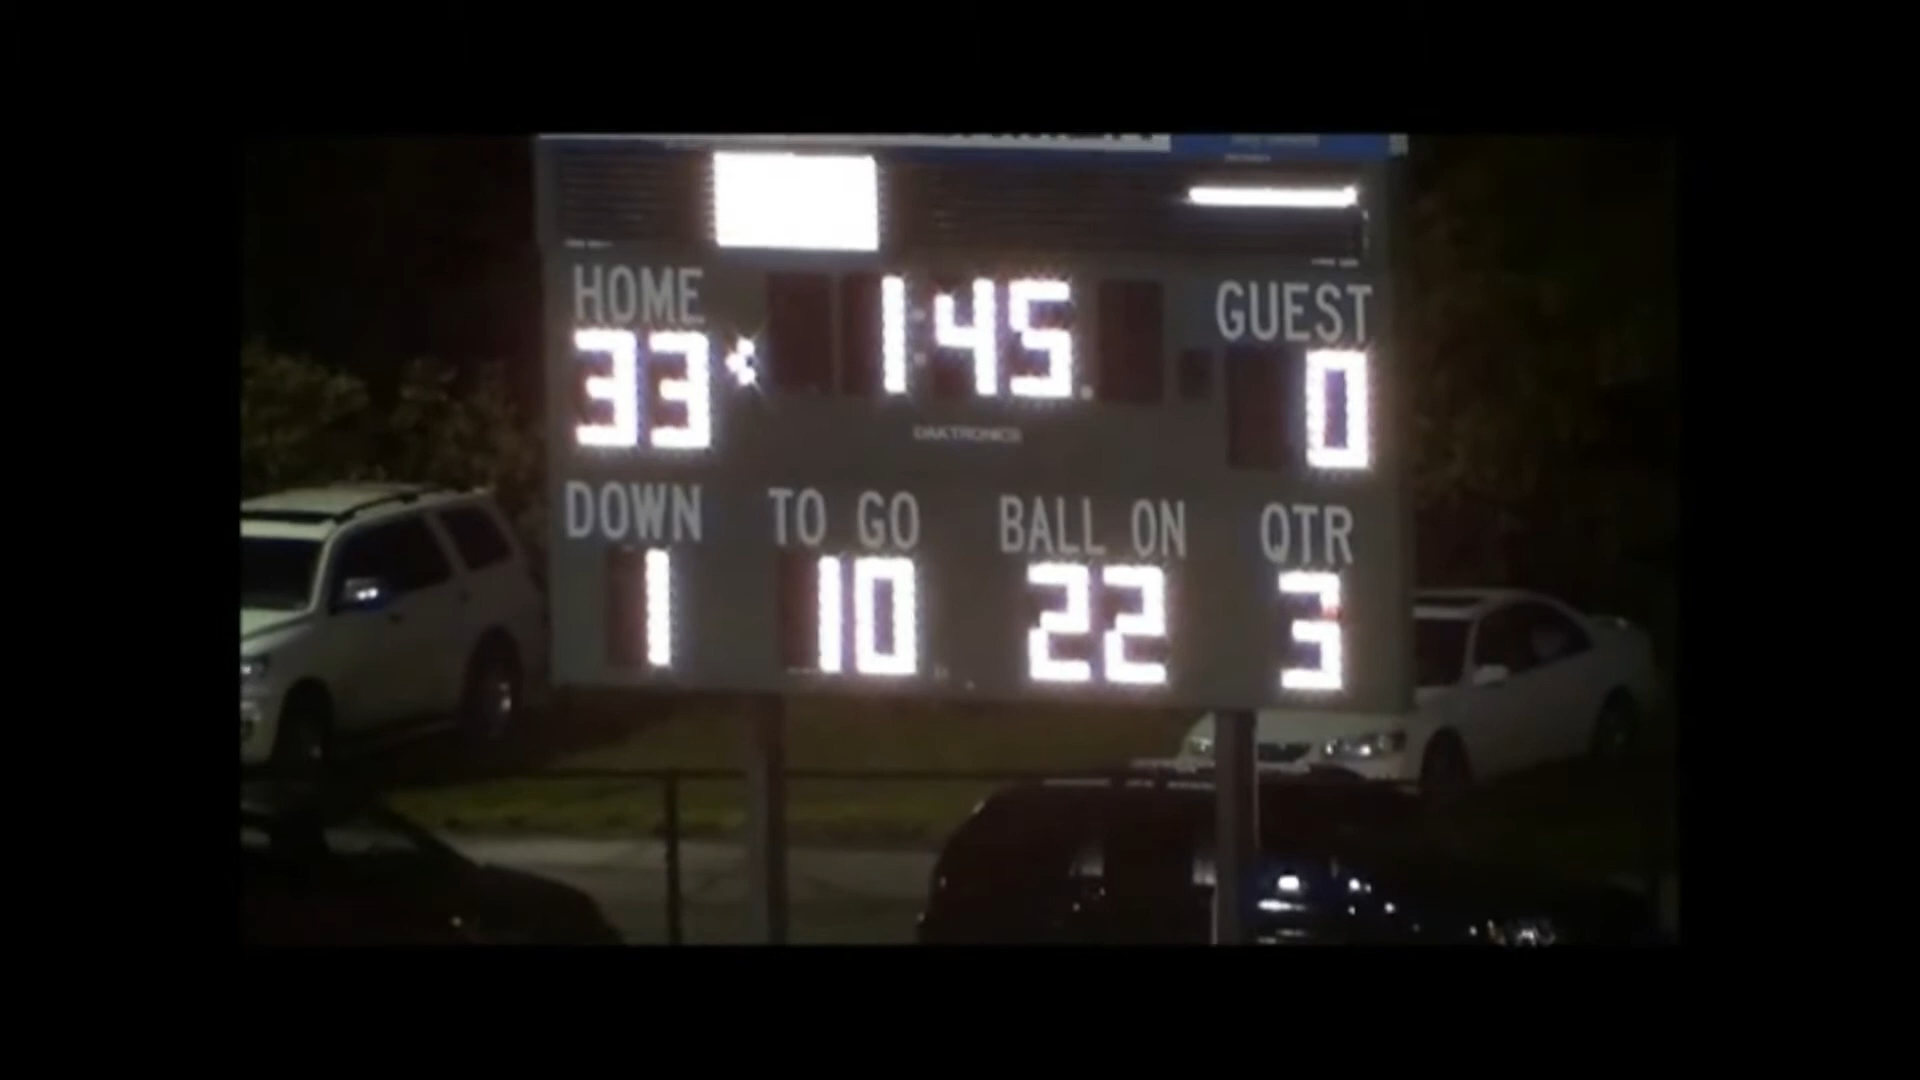 HOME 1:45 GUEST
33 0
DAKTRONICS
DOWN TO GO BALL ON QTR
1 10 22 3